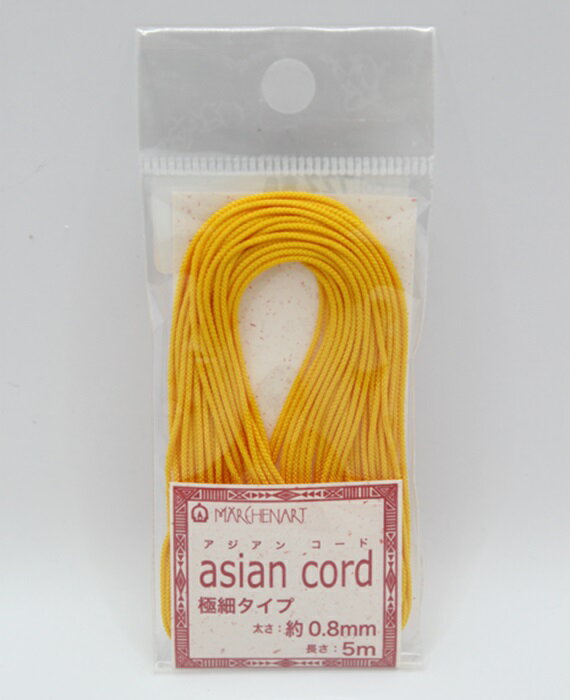 MÄRCHENART
アジアン コード
asian cord
極細タイプ
太さ：約0.8mm
長さ：5m